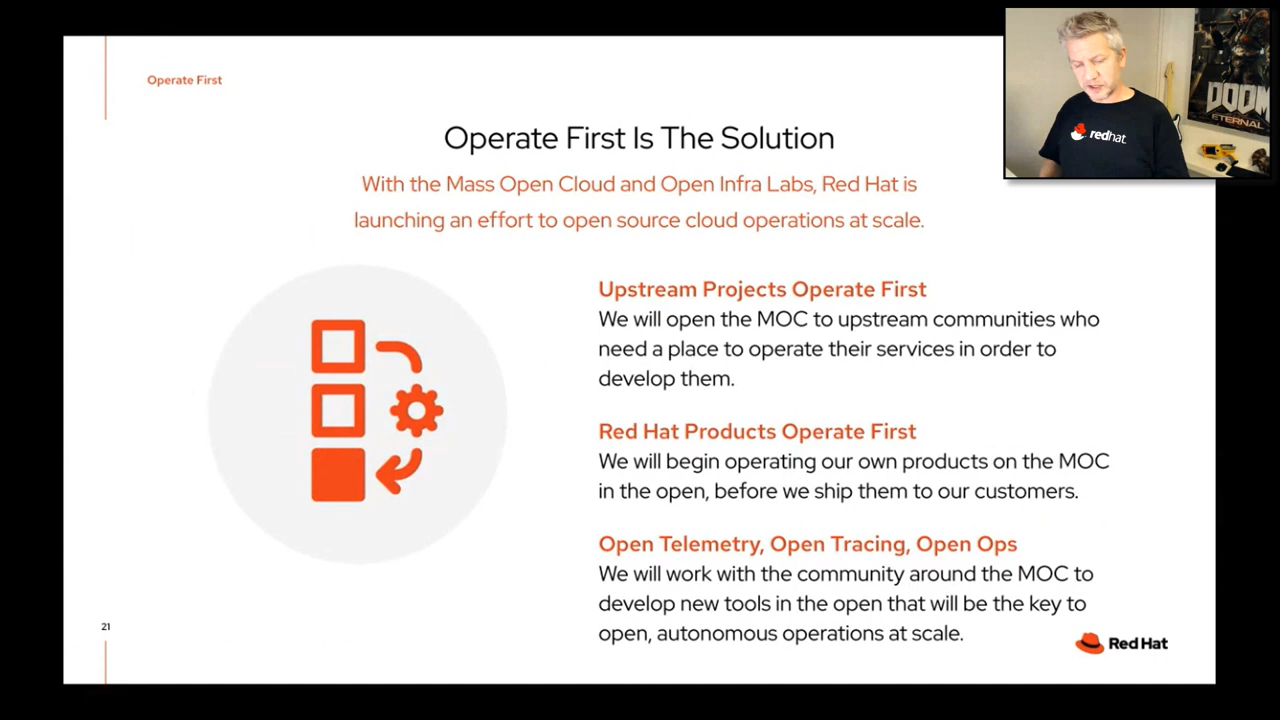 Operate First
Operate First Is The Solution
With the Mass Open Cloud and Open Infra Labs, Red Hat is
launching an effort to open source cloud operations at scale.
Upstream Projects Operate First
We will open the MOC to upstream communities who
need a place to operate their services in order to
develop them.
Red Hat Products Operate First
We will begin operating our own products on the MOC
in the open, before we ship them to our customers.
Open Telemetry, Open Tracing, Open Ops
We will work with the community around the MOC to
develop new tools in the open that will be the key to
open, autonomous operations at scale.
21
Red Hat
redhat.
DOOM
ETERNAL